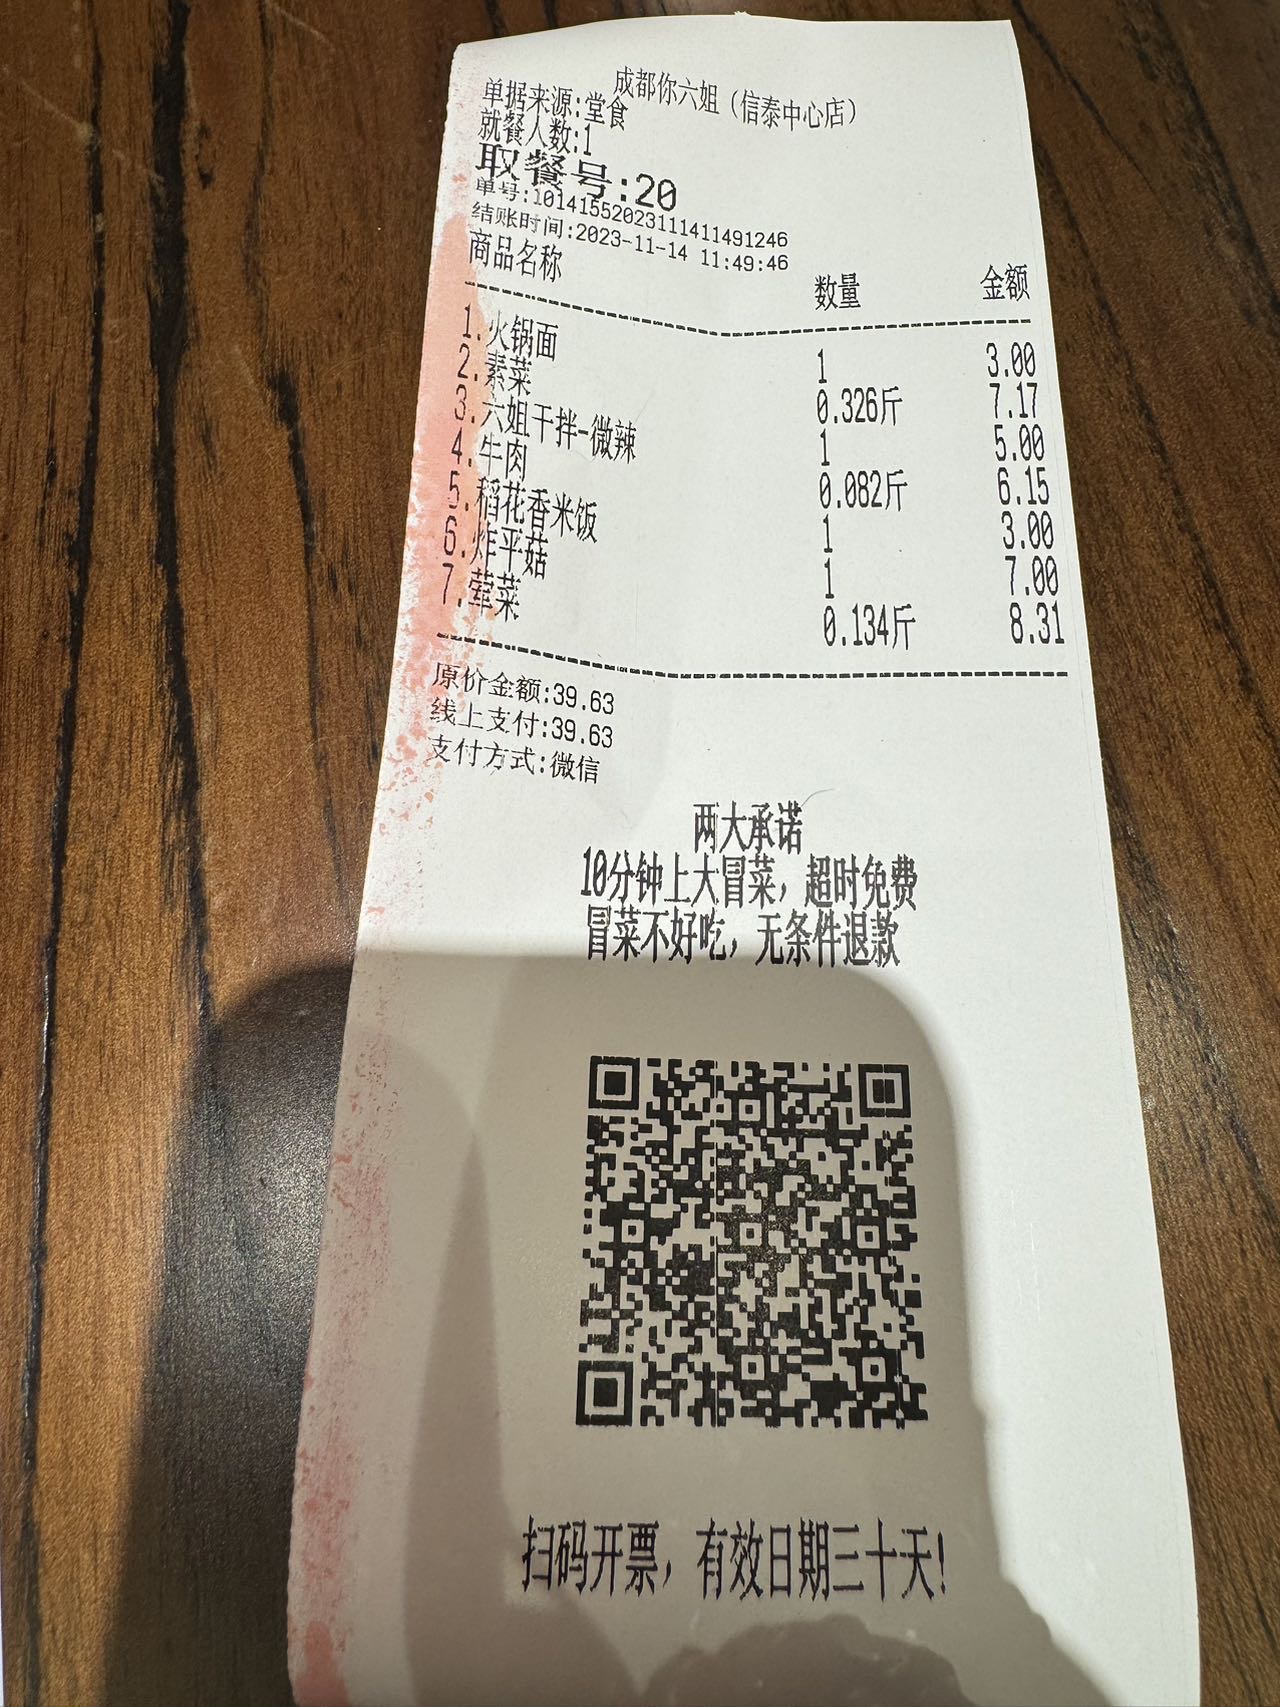 成都你六姐（信泰中心店）
单据来源:堂食
就餐人数:1
取餐号:20
单号:10141552023111411491246
结账时间:2023-11-14 11:49:46
商品名称 数量 金额
1.火锅面 1 3.00
2.素菜 0.326斤 7.17
3.六姐干拌-微辣 1 5.00
4.牛肉 0.082斤 6.15
5.稻花香米饭 1 3.00
6.炸平菇 1 7.00
7.荤菜 0.134斤 8.31
原价金额:39.63
线上支付:39.63
支付方式:微信
两大承诺
10分钟上大冒菜，超时免费
冒菜不好吃，无条件退款
扫码开票，有效日期三十天!